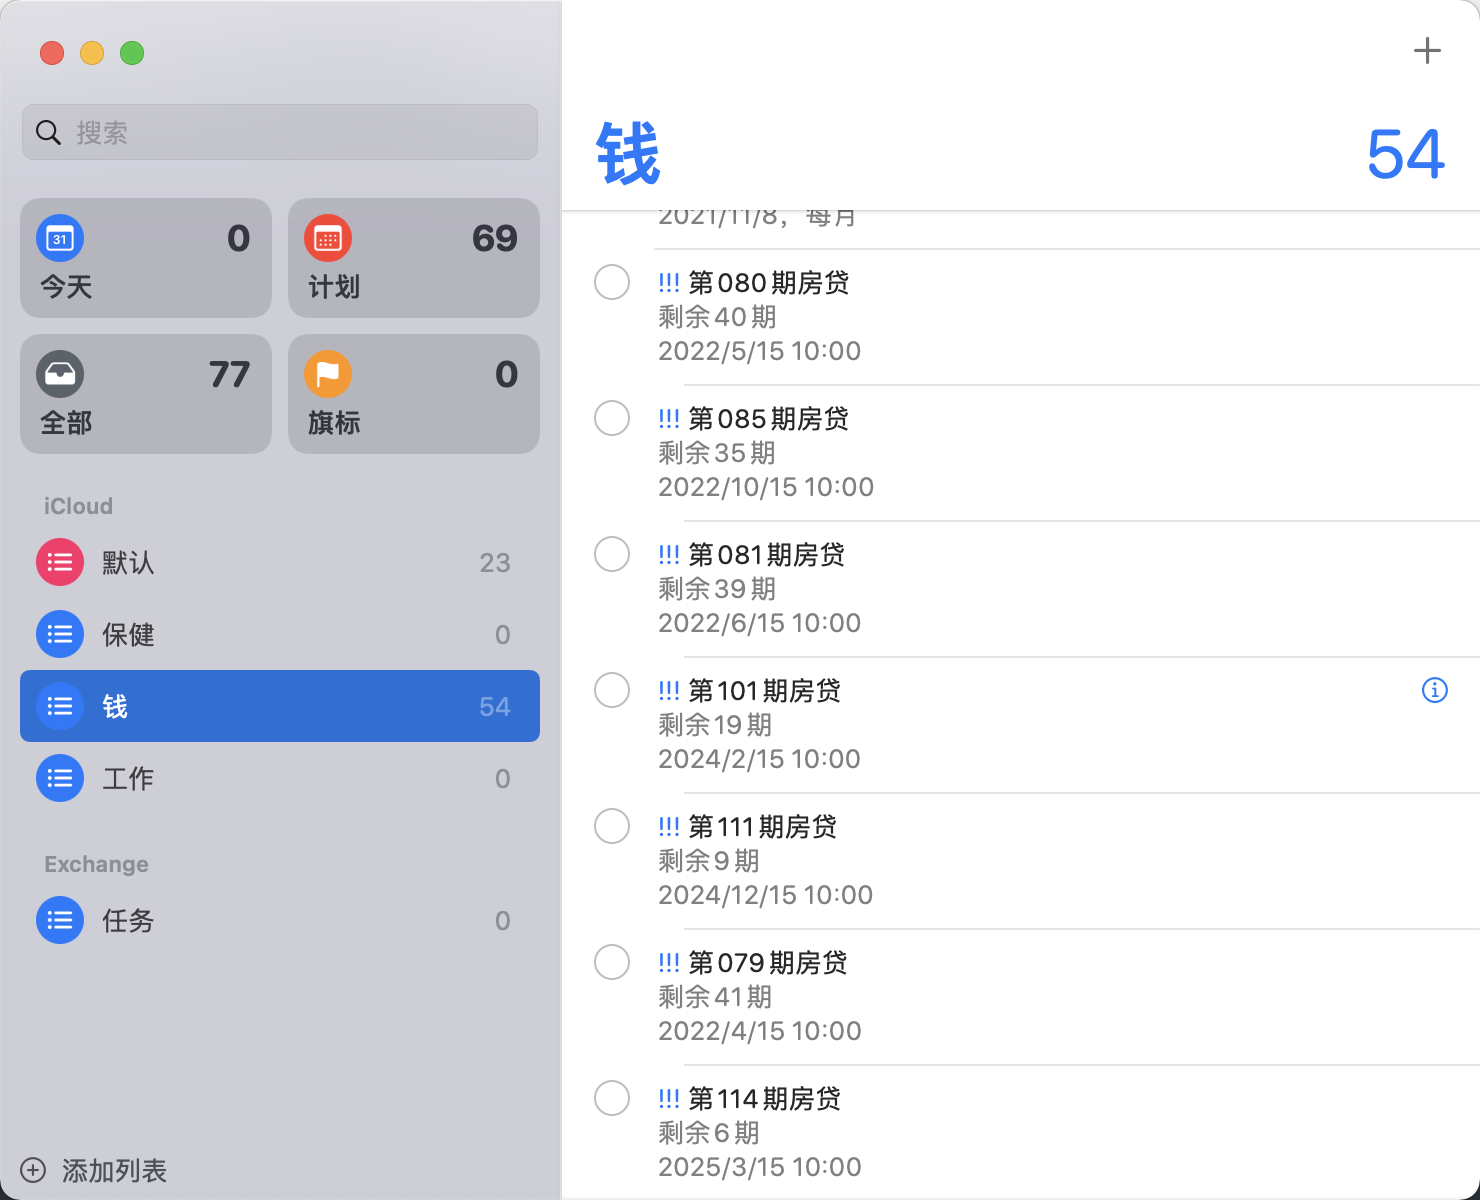 搜索
31
0
今天
69
计划
77
全部
0
旗标
iCloud
默认
23
保健
0
钱
54
工作
0
Exchange
任务
0
添加列表
钱
54
2021/11/8，每月
!!! 第080期房贷
剩余40期
2022/5/15 10:00
!!! 第085期房贷
剩余35期
2022/10/15 10:00
!!! 第081期房贷
剩余39期
2022/6/15 10:00
!!! 第101期房贷
剩余19期
2024/2/15 10:00
!!! 第111期房贷
剩余9期
2024/12/15 10:00
!!! 第079期房贷
剩余41期
2022/4/15 10:00
!!! 第114期房贷
剩余6期
2025/3/15 10:00